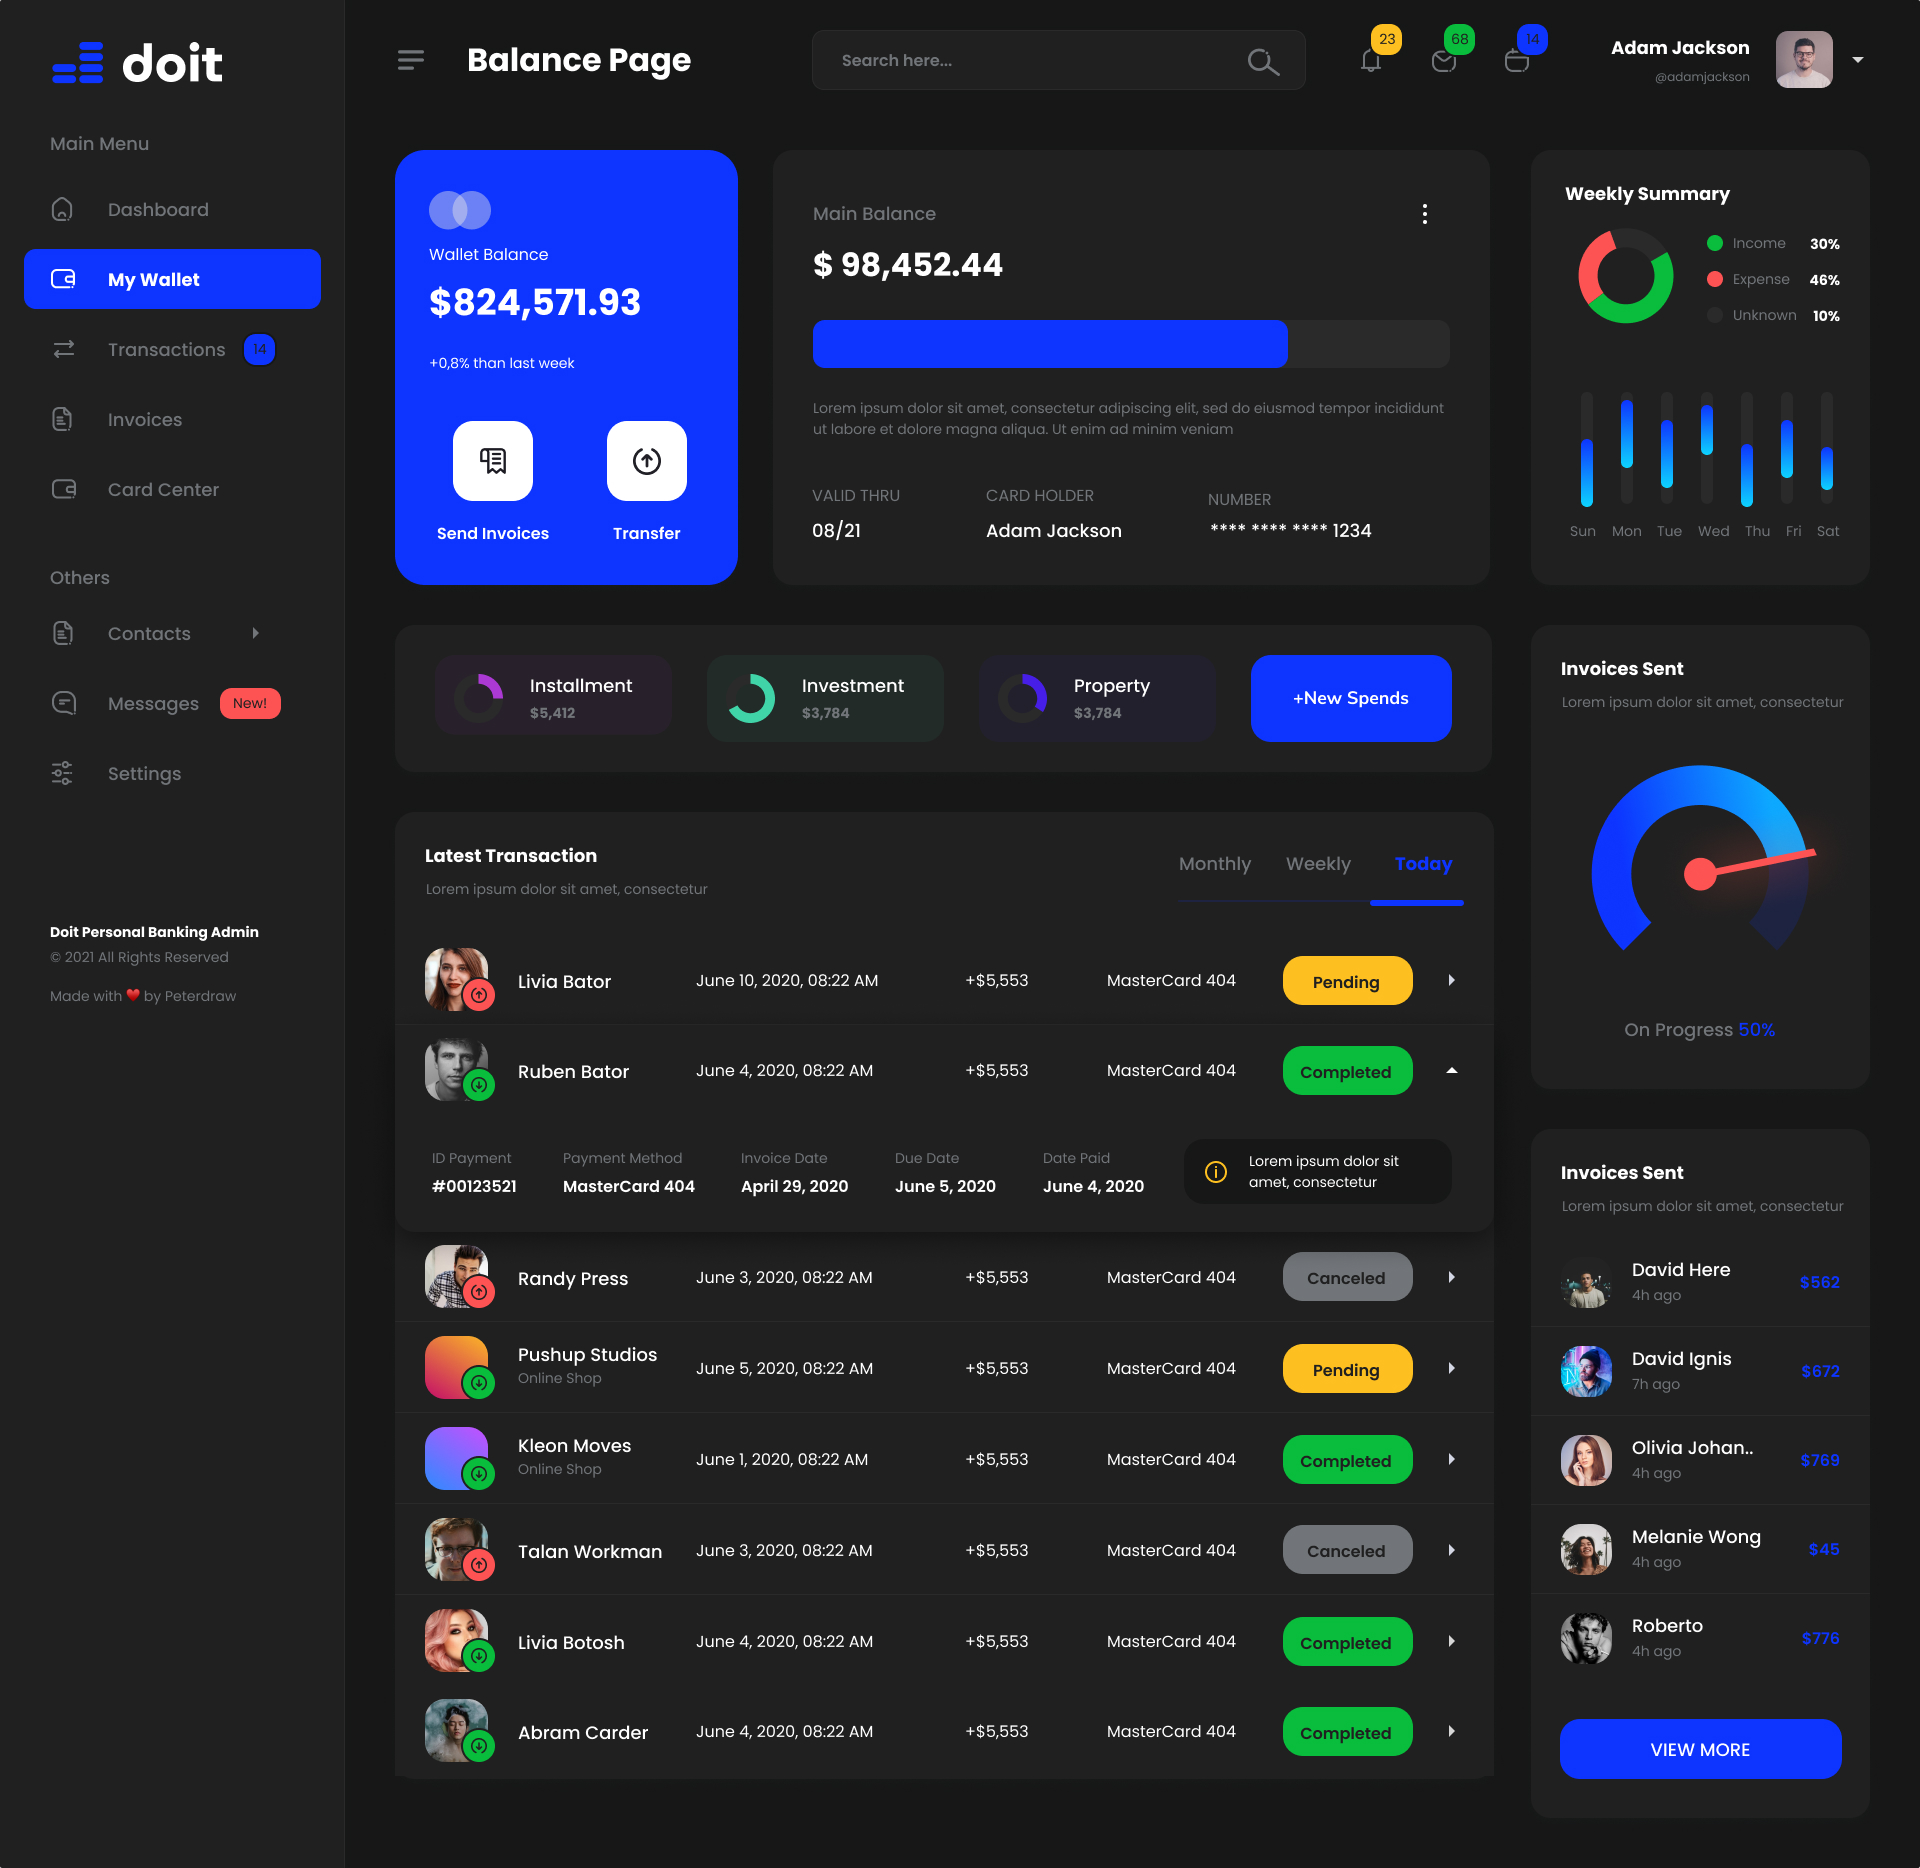 doit
Main Menu
Dashboard
My Wallet
Transactions 14
Invoices
Card Center
Others
Contacts
Messages New!
Settings
Doit Personal Banking Admin
© 2021 All Rights Reserved
Made with ❤️ by Peterdraw
Balance Page
Search here...
23
68
14
Adam Jackson
@adamjackson
Wallet Balance
$824,571.93
+0,8% than last week
Send Invoices
Transfer
Main Balance
$ 98,452.44
Lorem ipsum dolor sit amet, consectetur adipiscing elit, sed do eiusmod tempor incididunt
ut labore et dolore magna aliqua. Ut enim ad minim veniam
VALID THRU
08/21
CARD HOLDER
Adam Jackson
NUMBER
**** **** **** 1234
Weekly Summary
Income 30%
Expense 46%
Unknown 10%
Sun Mon Tue Wed Thu Fri Sat
Installment
$5,412
Investment
$3,784
Property
$3,784
+New Spends
Latest Transaction
Lorem ipsum dolor sit amet, consectetur
Monthly Weekly Today
Livia Bator June 10, 2020, 08:22 AM +$5,553 MasterCard 404 Pending
Ruben Bator June 4, 2020, 08:22 AM +$5,553 MasterCard 404 Completed
ID Payment Payment Method Invoice Date Due Date Date Paid
#00123521 MasterCard 404 April 29, 2020 June 5, 2020 June 4, 2020
Lorem ipsum dolor sit
amet, consectetur
Randy Press June 3, 2020, 08:22 AM +$5,553 MasterCard 404 Canceled
Pushup Studios June 5, 2020, 08:22 AM +$5,553 MasterCard 404 Pending
Online Shop
Kleon Moves June 1, 2020, 08:22 AM +$5,553 MasterCard 404 Completed
Online Shop
Talan Workman June 3, 2020, 08:22 AM +$5,553 MasterCard 404 Canceled
Livia Botosh June 4, 2020, 08:22 AM +$5,553 MasterCard 404 Completed
Abram Carder June 4, 2020, 08:22 AM +$5,553 MasterCard 404 Completed
Invoices Sent
Lorem ipsum dolor sit amet, consectetur
On Progress 50%
Invoices Sent
Lorem ipsum dolor sit amet, consectetur
David Here $562
4h ago
David Ignis $672
7h ago
Olivia Johan.. $769
4h ago
Melanie Wong $45
4h ago
Roberto $776
4h ago
VIEW MORE